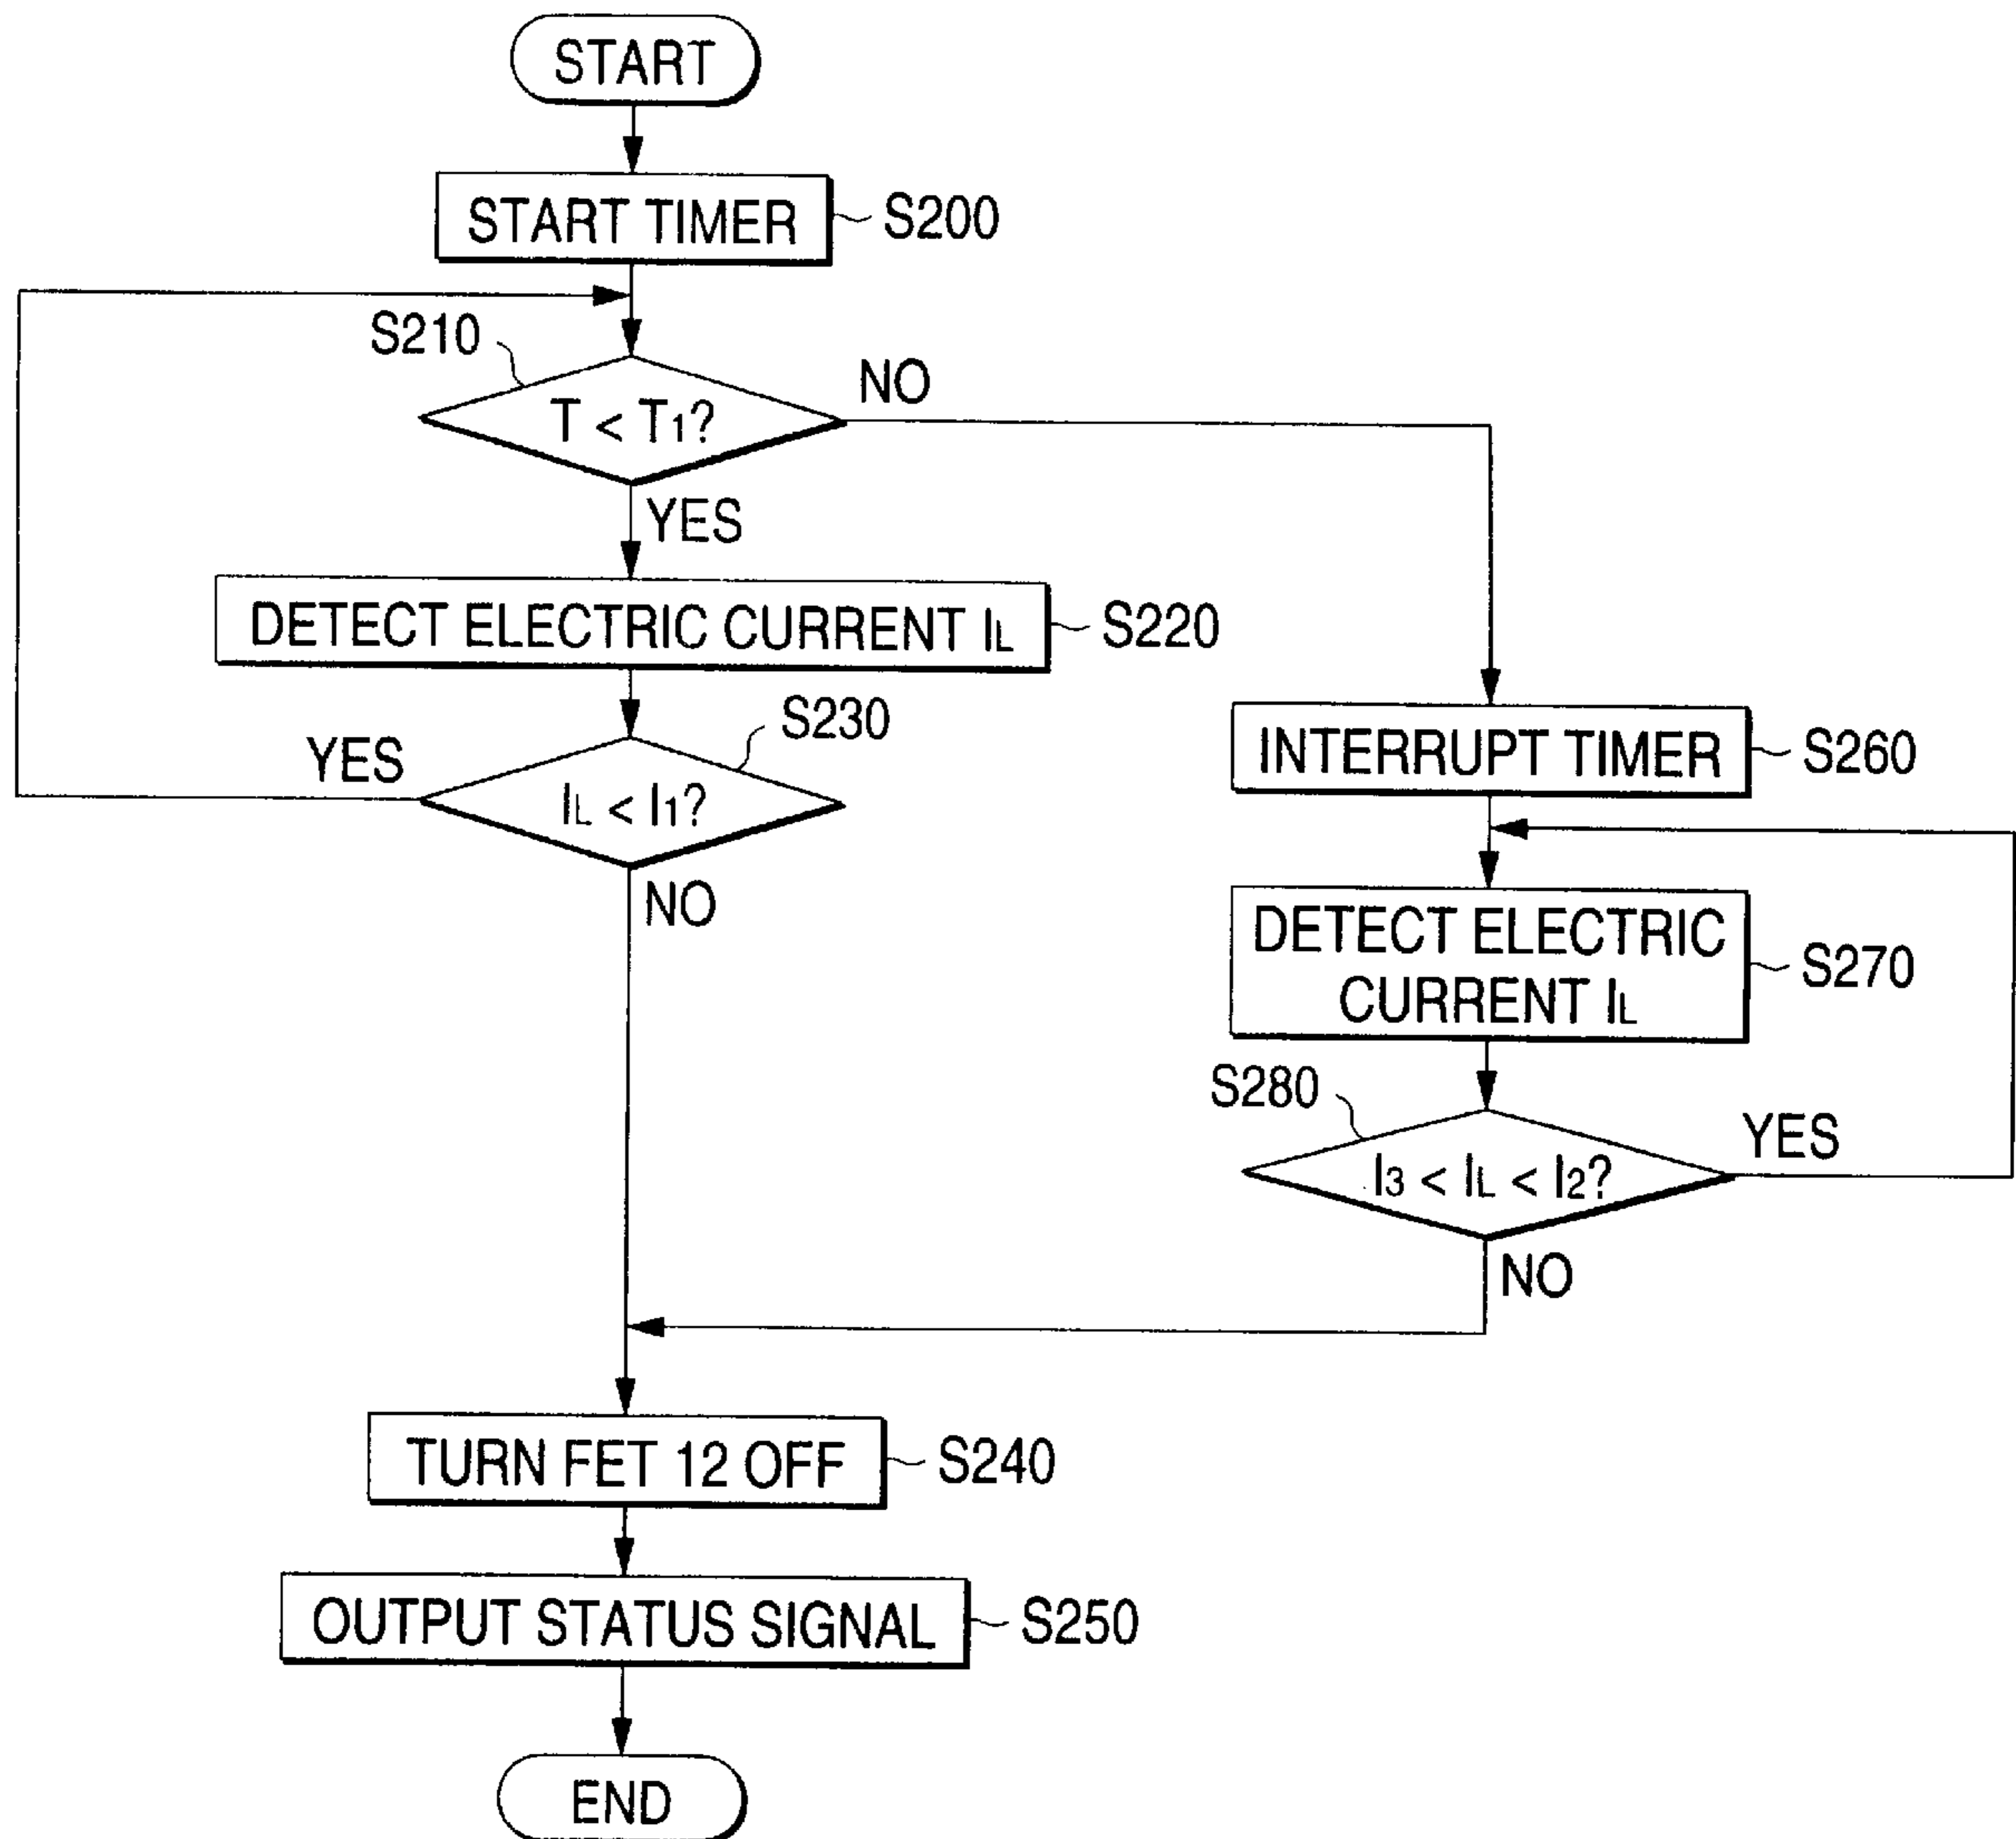 START
START TIMER
S200
S210
T < T1?
NO
YES
DETECT ELECTRIC CURRENT IL
S220
S230
YES
IL < I1?
NO
INTERRUPT TIMER
S260
DETECT ELECTRIC
CURRENT IL
S270
S280
I3 < IL < I2?
YES
NO
TURN FET 12 OFF
S240
OUTPUT STATUS SIGNAL
S250
END